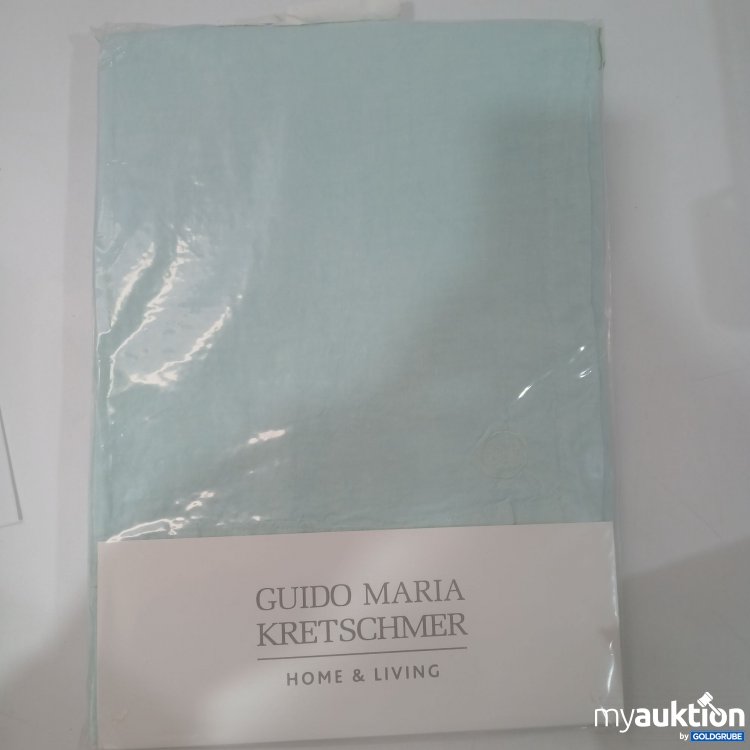 GUIDO MARIA
KRETSCHMER
HOME & LIVING
myauktion
by GOLDGRUBE